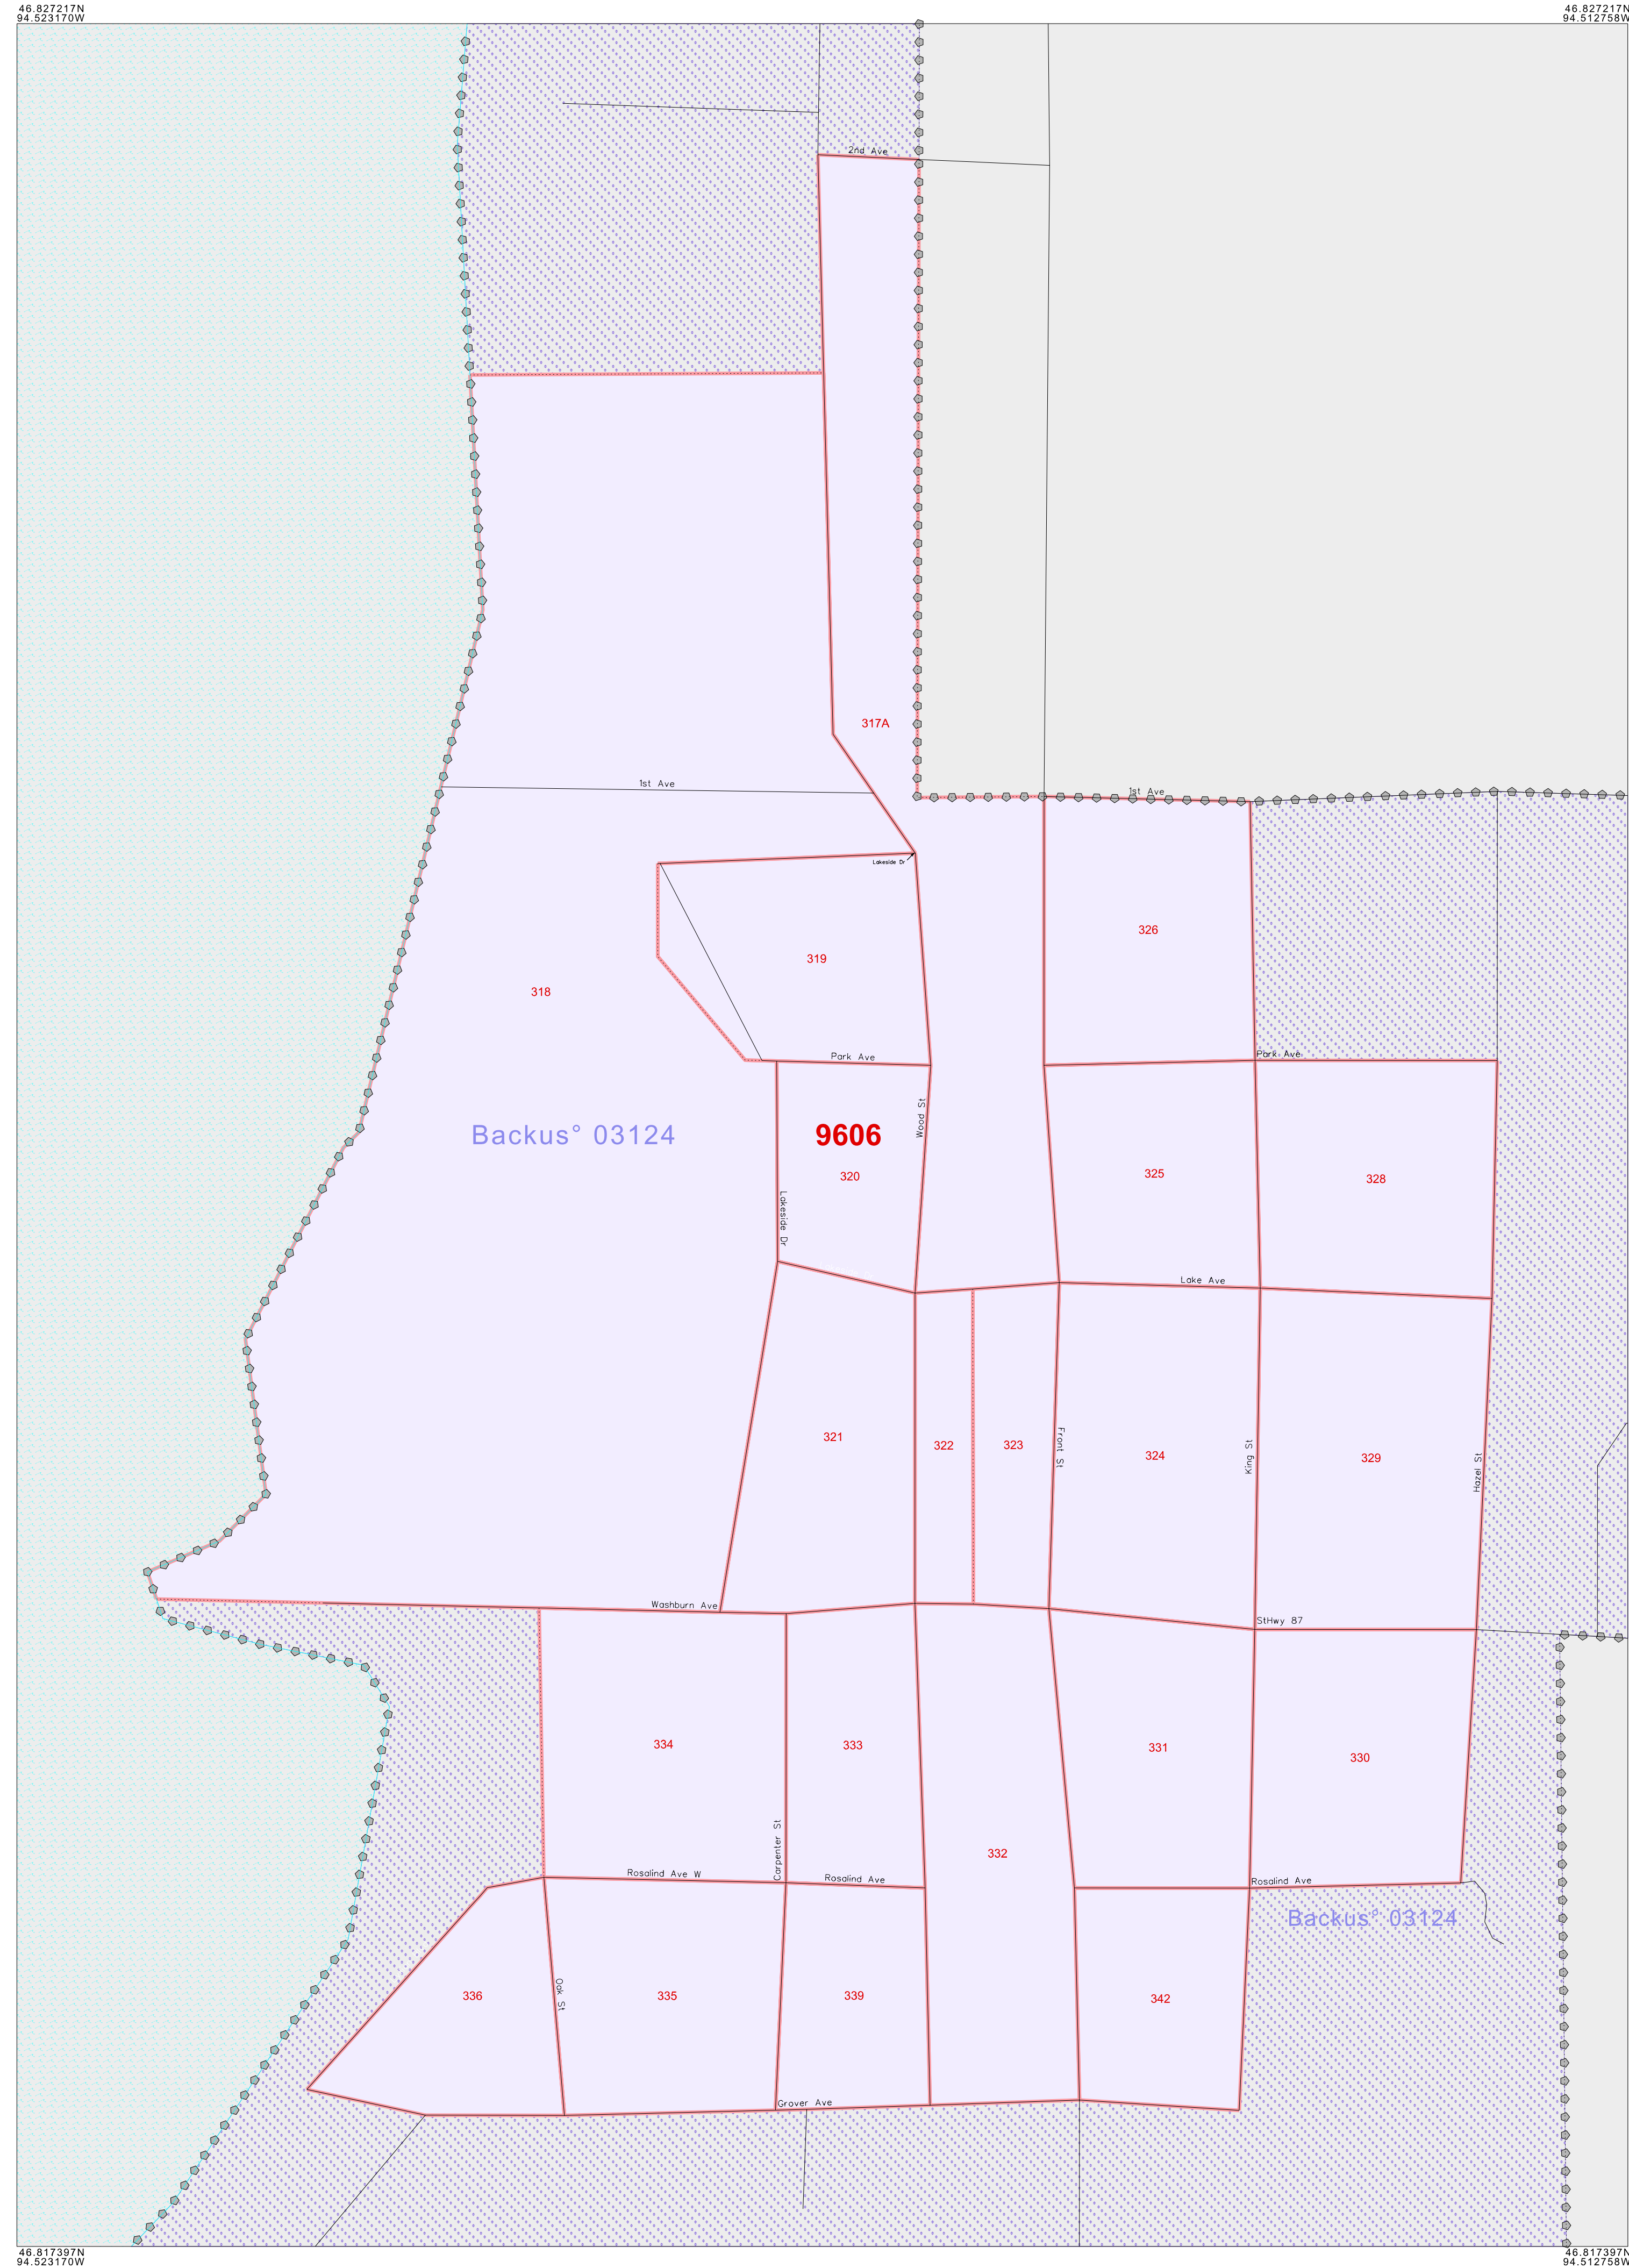 46.827217N
94.523170W
46.827217N
94.512758W
2nd Ave
317A
1st Ave
1st Ave
Lakeside Dr
326
319
318
Park Ave
Park Ave
Wood St
Backus° 03124
9606
320
325
328
Lakeside Dr
Lake Ave
321
322
323
Front St
324
King St
329
Hazel St
Washburn Ave
StHwy 87
334
333
331
330
Carpenter St
332
Rosalind Ave W
Rosalind Ave
Rosalind Ave
Backus° 03124
336
Oak St
335
339
342
Grover Ave
46.817397N
94.523170W
46.817397N
94.512758W